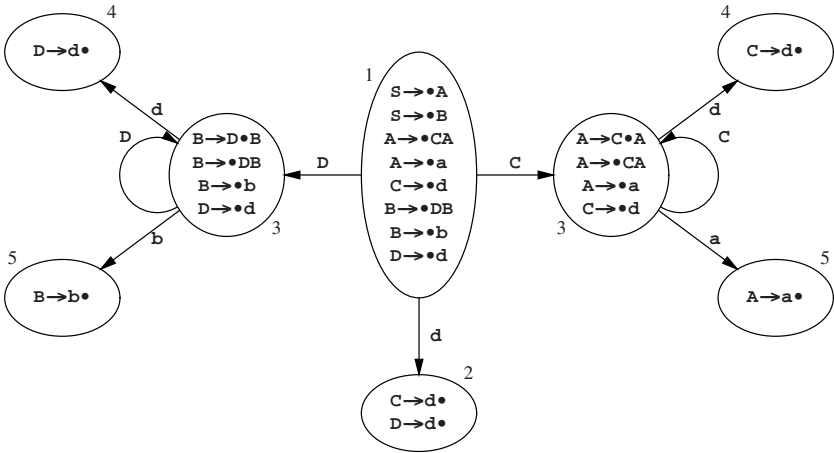 4
D→d•
d
D
B→D•B
B→•DB
B→•b
D→•d
3
b
5
B→b•
D
1
S→•A
S→•B
A→•CA
A→•a
C→•d
B→•DB
B→•b
D→•d
C
d
2
C→d•
D→d•
4
C→d•
d
C
A→C•A
A→•CA
A→•a
C→•d
3
a
5
A→a•